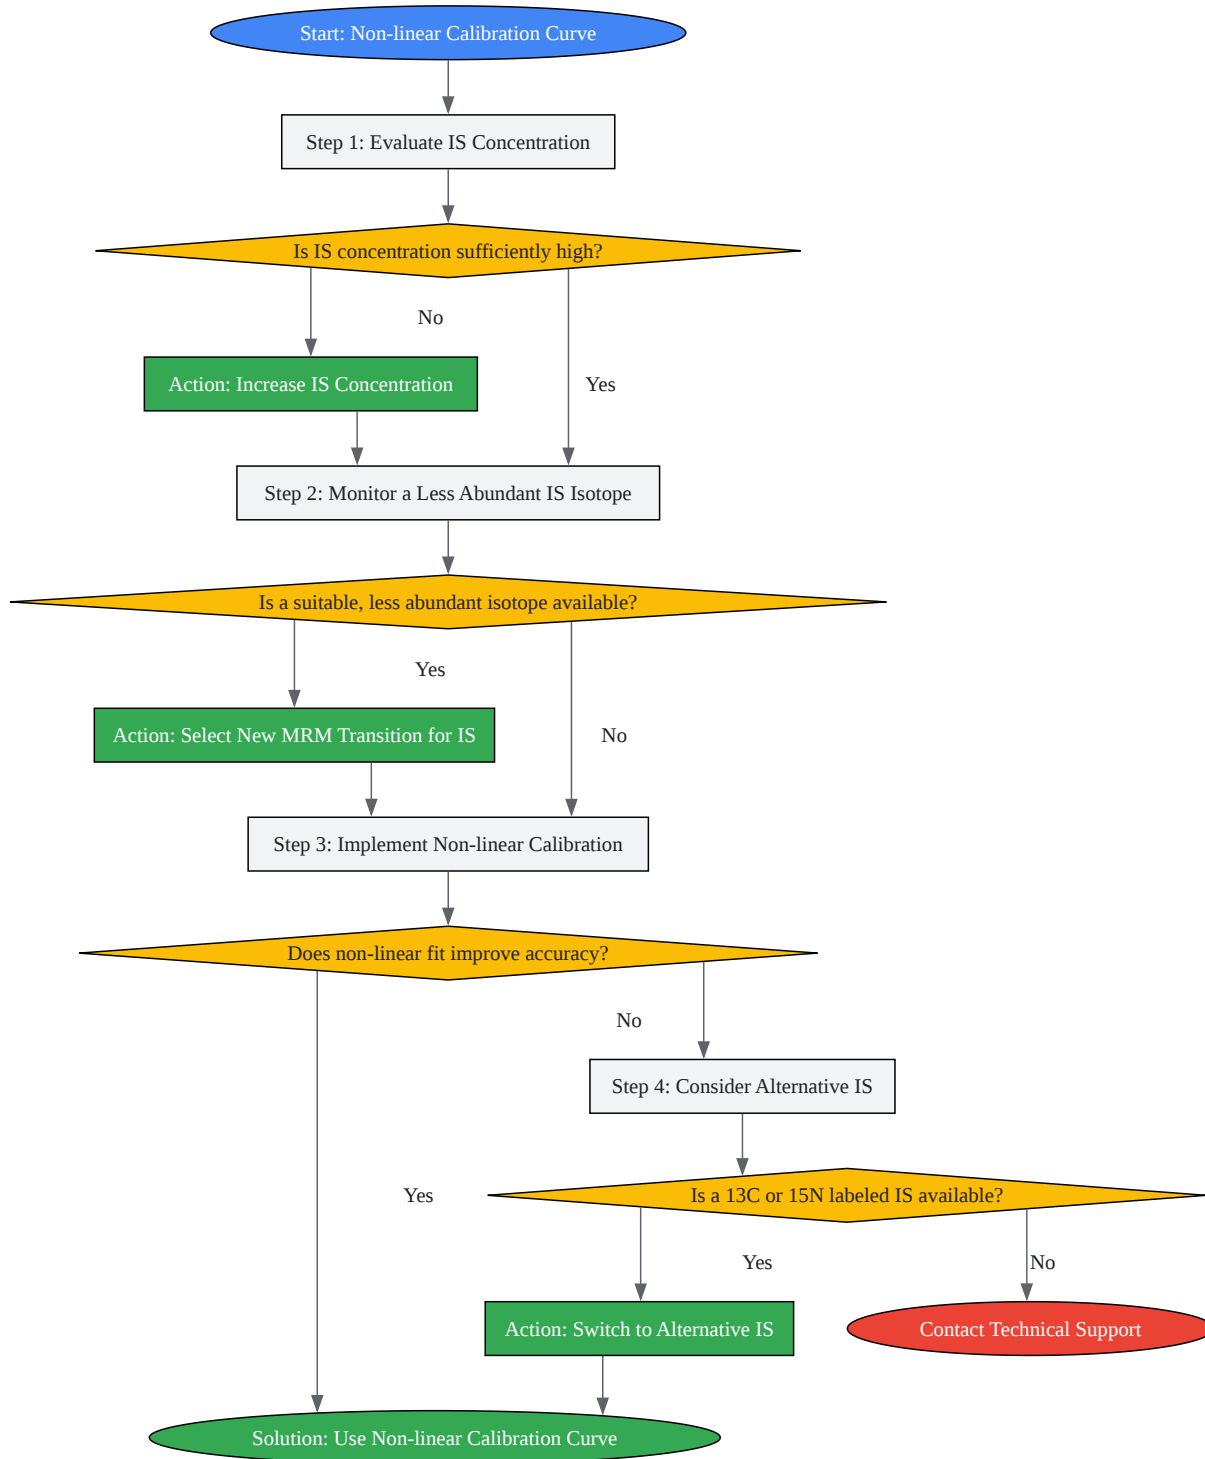 Start: Non-linear Calibration Curve
Step 1: Evaluate IS Concentration
Is IS concentration sufficiently high?
No
Action: Increase IS Concentration
Yes
Step 2: Monitor a Less Abundant IS Isotope
Is a suitable, less abundant isotope available?
Yes
Action: Select New MRM Transition for IS
No
Step 3: Implement Non-linear Calibration
Does non-linear fit improve accuracy?
No
Step 4: Consider Alternative IS
Yes
Is a 13C or 15N labeled IS available?
Yes
No
Action: Switch to Alternative IS
Contact Technical Support
Solution: Use Non-linear Calibration Curve